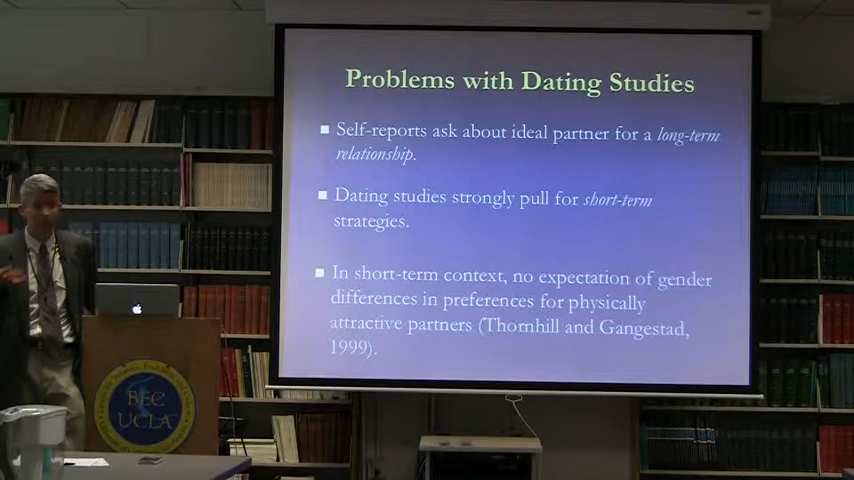 Problems with Dating Studies
Self-reports ask about ideal partner for a long-term
relationship.
Dating studies strongly pull for short-term
strategies.
In short-term context, no expectation of gender
differences in preferences for physically
attractive partners (Thornhill and Gangestad,
1999).
BEC
UCLA